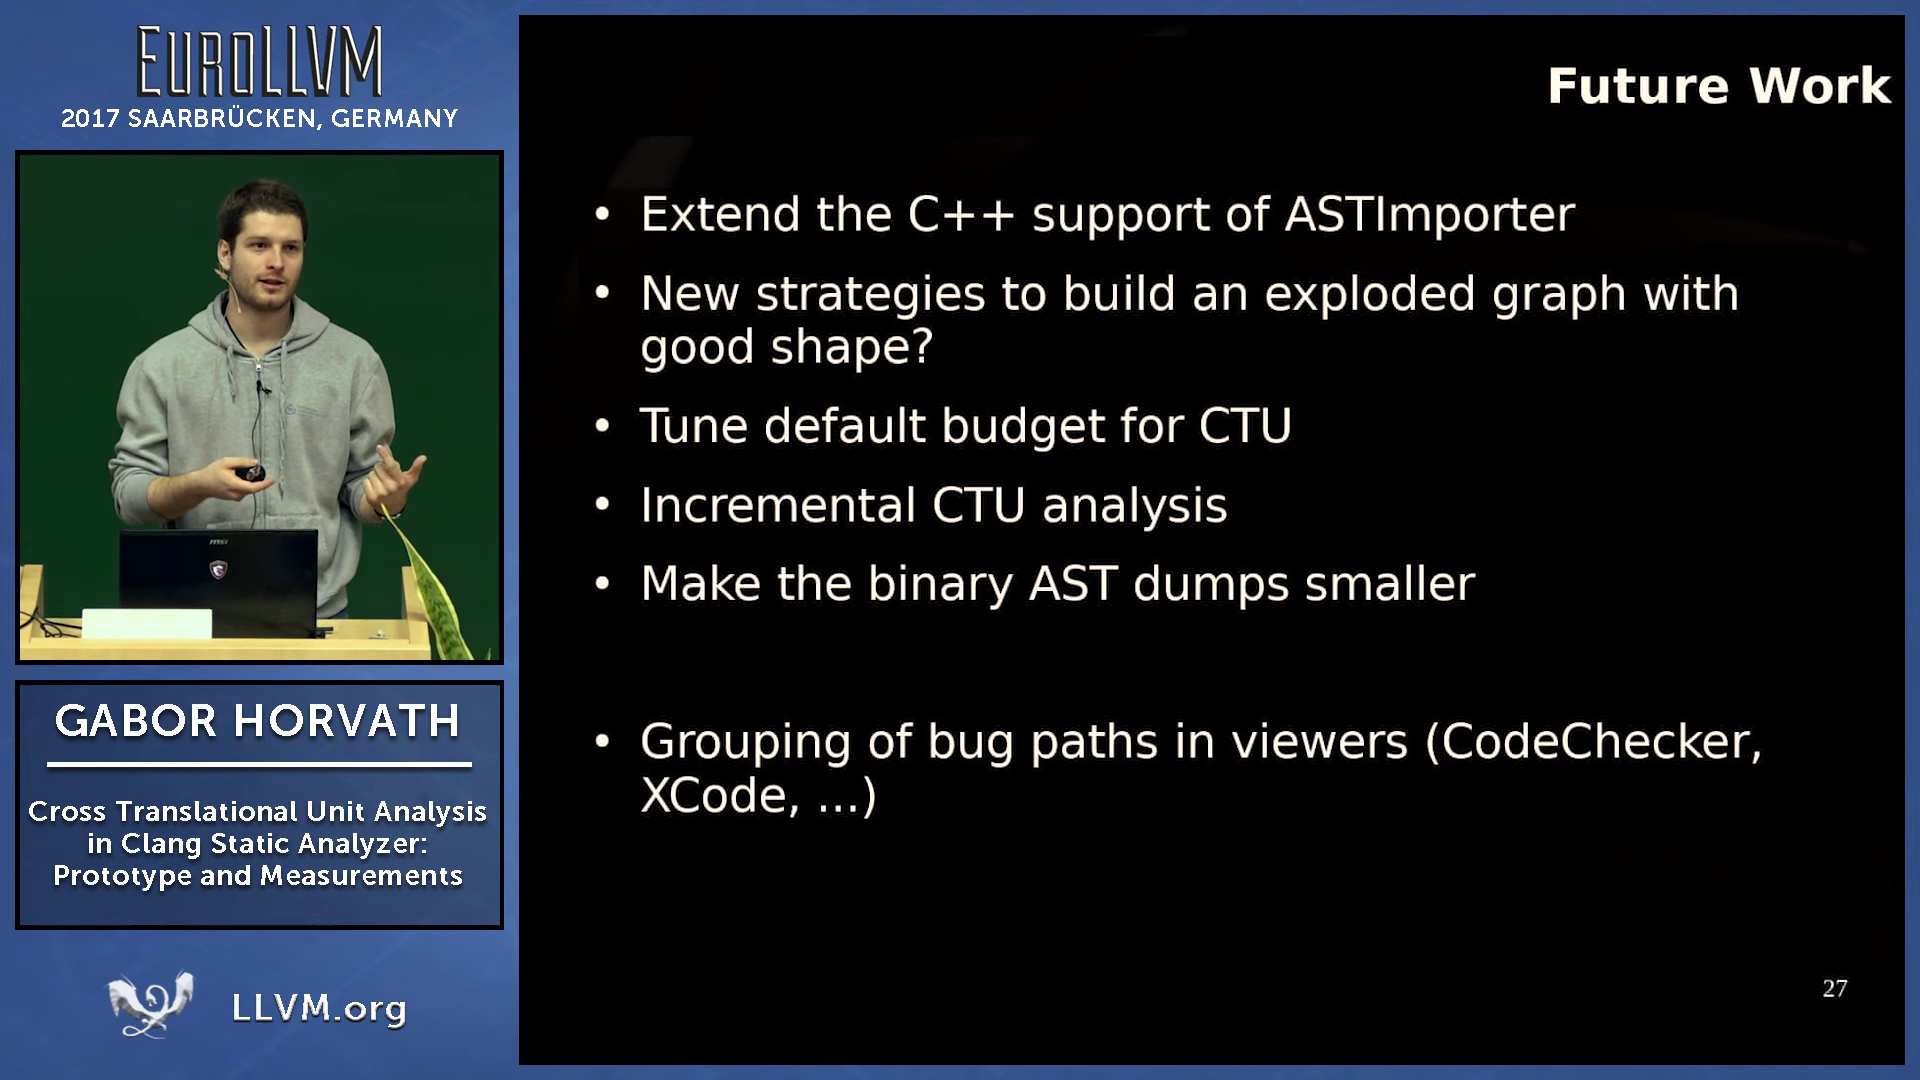 EUROLLVM
2017 SAARBRÜCKEN, GERMANY
msi
GABOR HORVATH
Cross Translational Unit Analysis
in Clang Static Analyzer:
Prototype and Measurements
LLVM.org
Future Work
• Extend the C++ support of ASTImporter
• New strategies to build an exploded graph with
good shape?
• Tune default budget for CTU
• Incremental CTU analysis
• Make the binary AST dumps smaller
• Grouping of bug paths in viewers (CodeChecker,
XCode, ...)
27